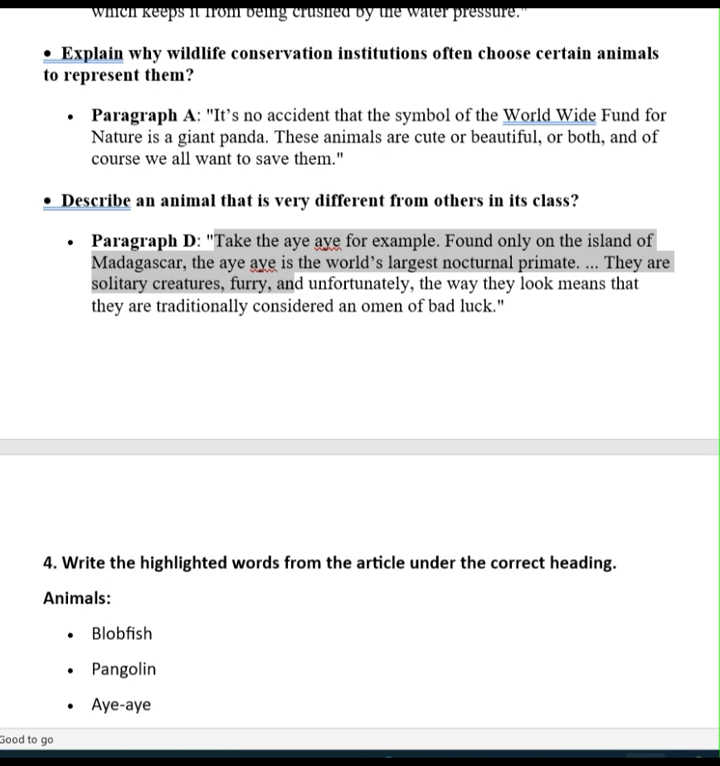 which keeps it from being crushed by the water pressure."
• Explain why wildlife conservation institutions often choose certain animals
to represent them?
• Paragraph A: "It's no accident that the symbol of the World Wide Fund for
Nature is a giant panda. These animals are cute or beautiful, or both, and of
course we all want to save them."
• Describe an animal that is very different from others in its class?
• Paragraph D: "Take the aye aye for example. Found only on the island of
Madagascar, the aye aye is the world's largest nocturnal primate. ... They are
solitary creatures, furry, and unfortunately, the way they look means that
they are traditionally considered an omen of bad luck."
4. Write the highlighted words from the article under the correct heading.
Animals:
• Blobfish
• Pangolin
• Aye-aye
Good to go